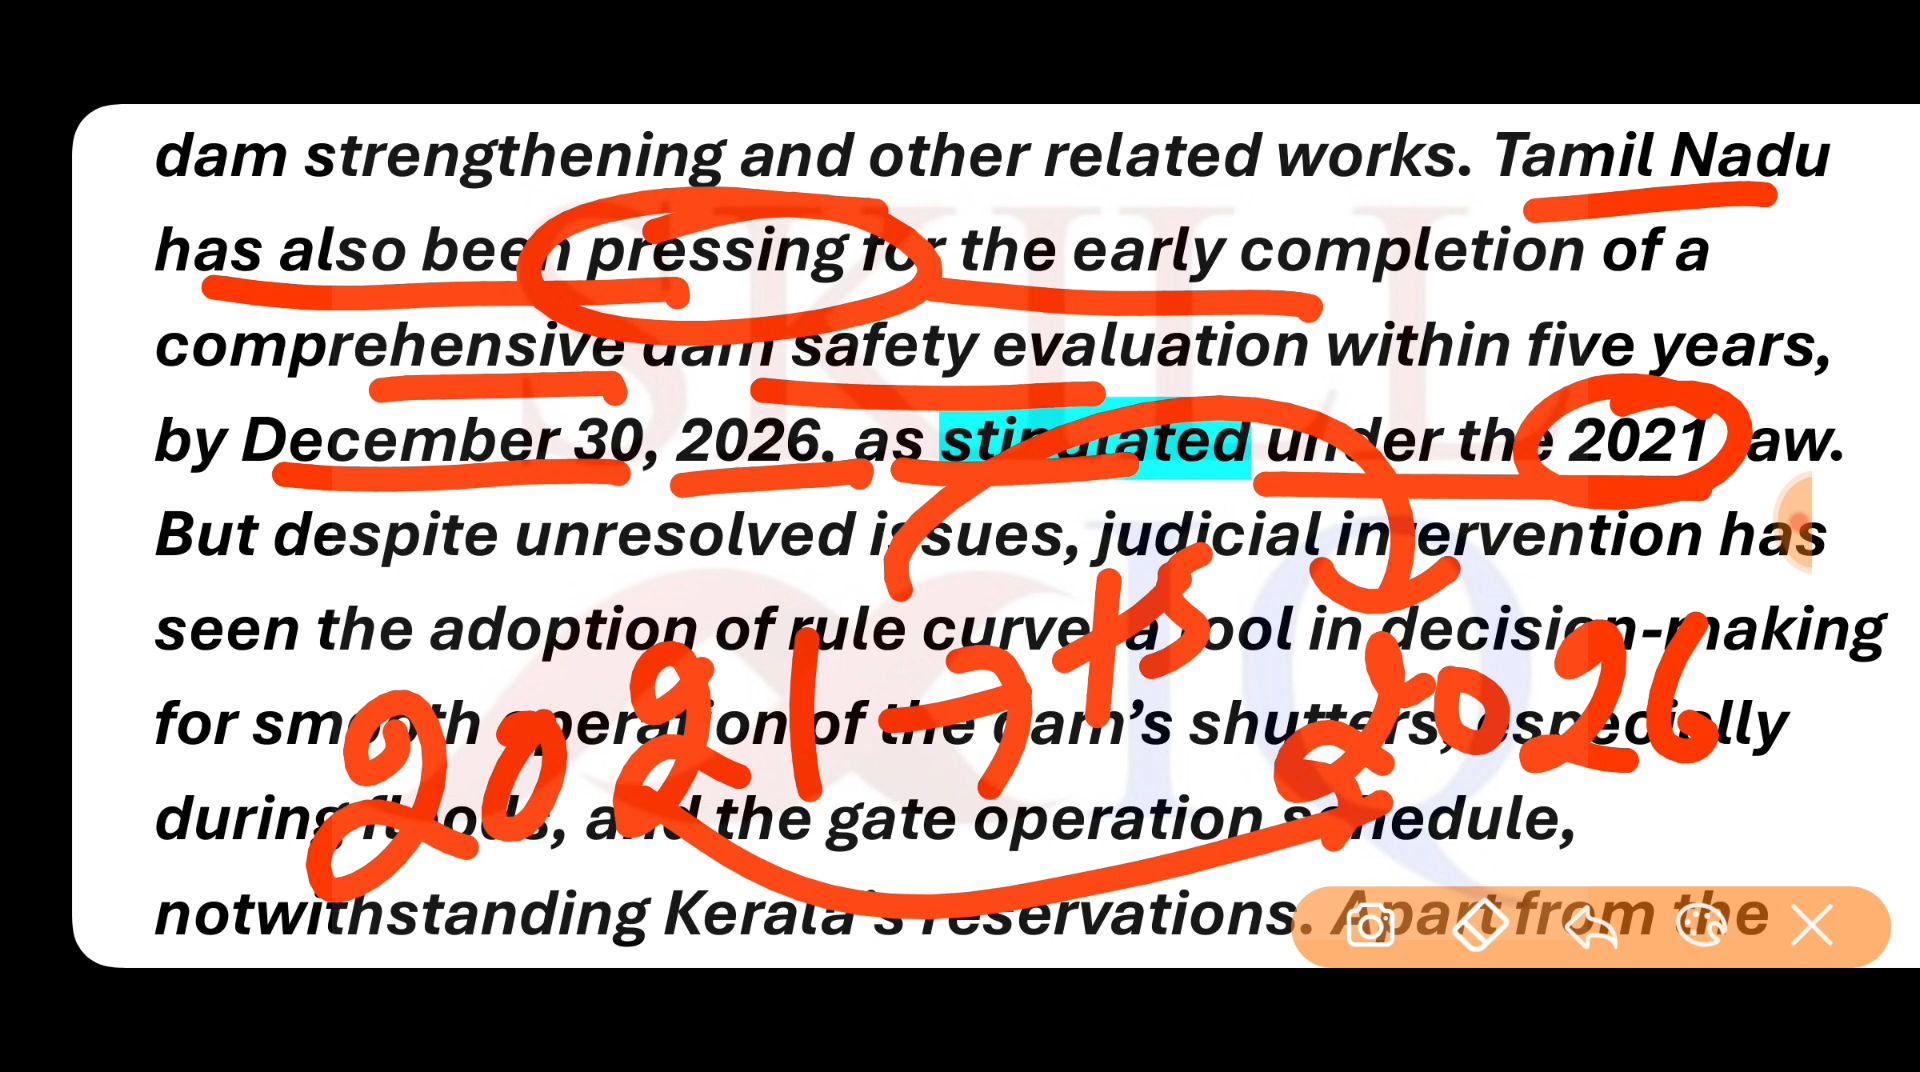 dam strengthening and other related works. Tamil Nadu
has also been pressing for the early completion of a
comprehensive dam safety evaluation within five years,
by December 30, 2026, as stipulated under the 2021 law.
But despite unresolved issues, judicial intervention has
seen the adoption of rule curve, a tool in decision-making
for smooth operation of the dam’s shutters, especially
during floods, and the gate operation schedule,
notwithstanding Kerala’s reservations. Apart from the
2021 → +5 2026
SKILL
IQ